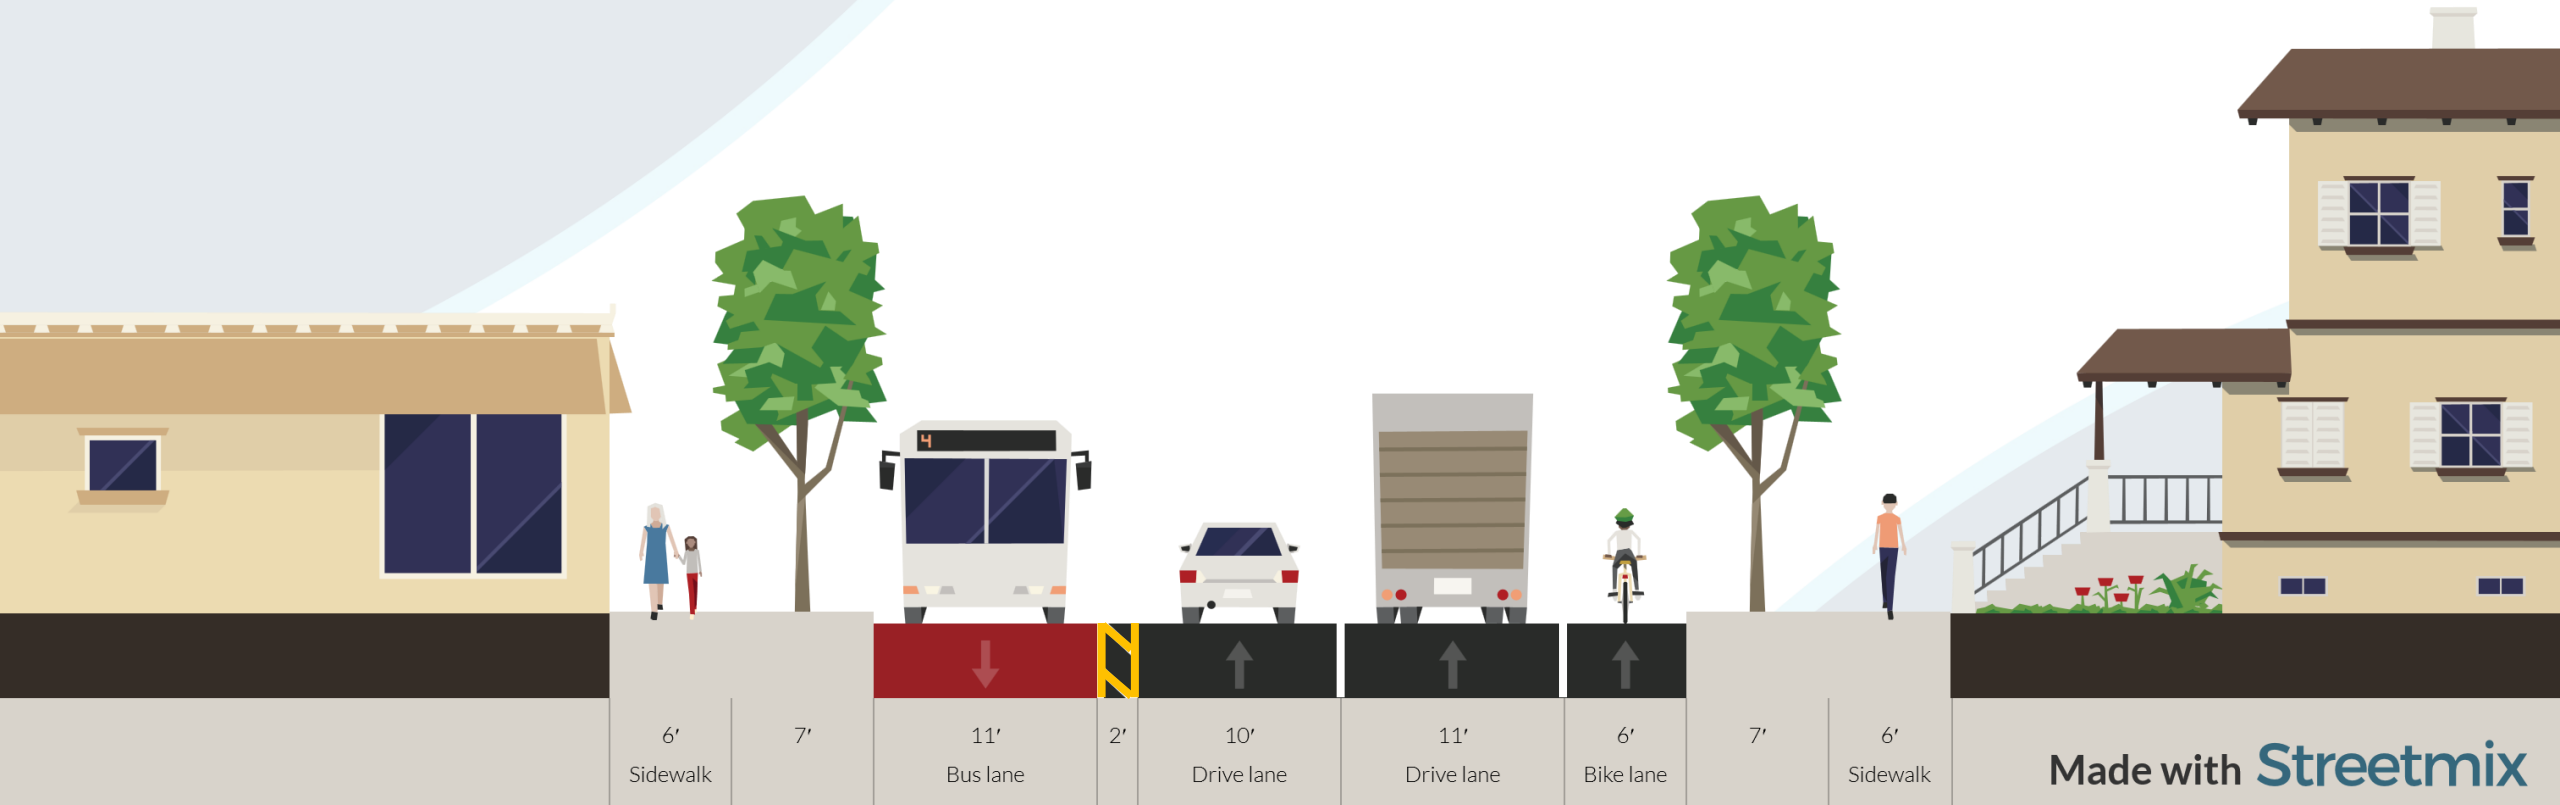 4
6′ 7′ 11′ 2′ 10′ 11′ 6′ 7′ 6′
Sidewalk Bus lane Drive lane Drive lane Bike lane Sidewalk
Made with Streetmix